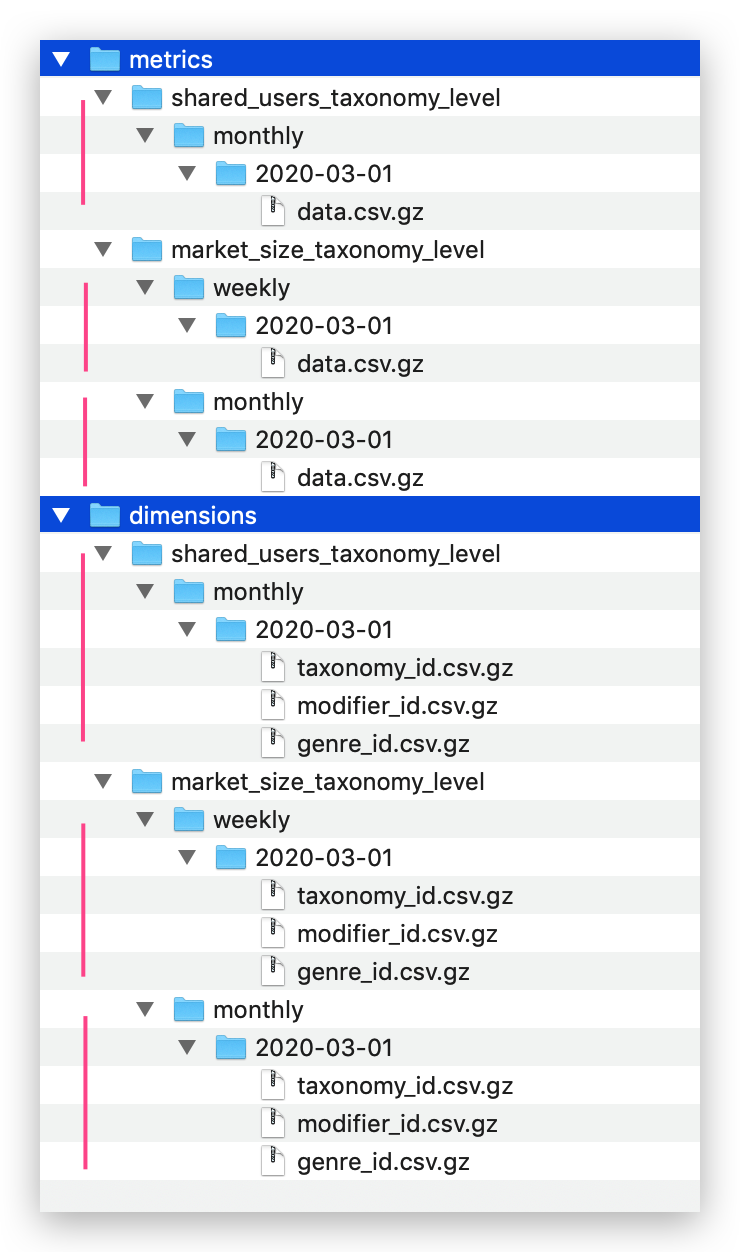 metrics
shared_users_taxonomy_level
monthly
2020-03-01
data.csv.gz
market_size_taxonomy_level
weekly
2020-03-01
data.csv.gz
monthly
2020-03-01
data.csv.gz
dimensions
shared_users_taxonomy_level
monthly
2020-03-01
taxonomy_id.csv.gz
modifier_id.csv.gz
genre_id.csv.gz
market_size_taxonomy_level
weekly
2020-03-01
taxonomy_id.csv.gz
modifier_id.csv.gz
genre_id.csv.gz
monthly
2020-03-01
taxonomy_id.csv.gz
modifier_id.csv.gz
genre_id.csv.gz